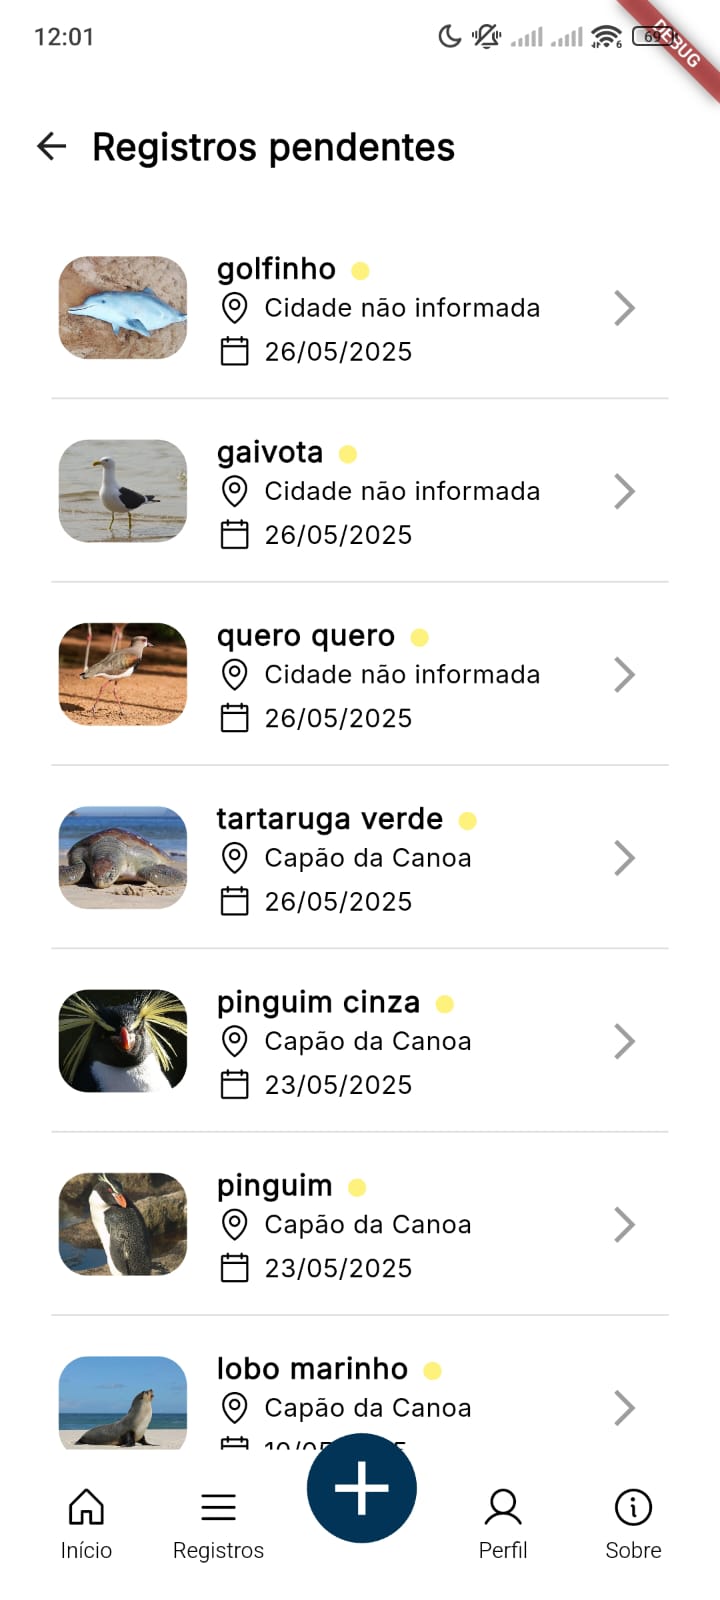 12:01
6
69
DEBUG
Registros pendentes
golfinho
Cidade não informada
26/05/2025
gaivota
Cidade não informada
26/05/2025
quero quero
Cidade não informada
26/05/2025
tartaruga verde
Capão da Canoa
26/05/2025
pinguim cinza
Capão da Canoa
23/05/2025
pinguim
Capão da Canoa
23/05/2025
lobo marinho
Capão da Canoa
Início
Registros
Perfil
Sobre